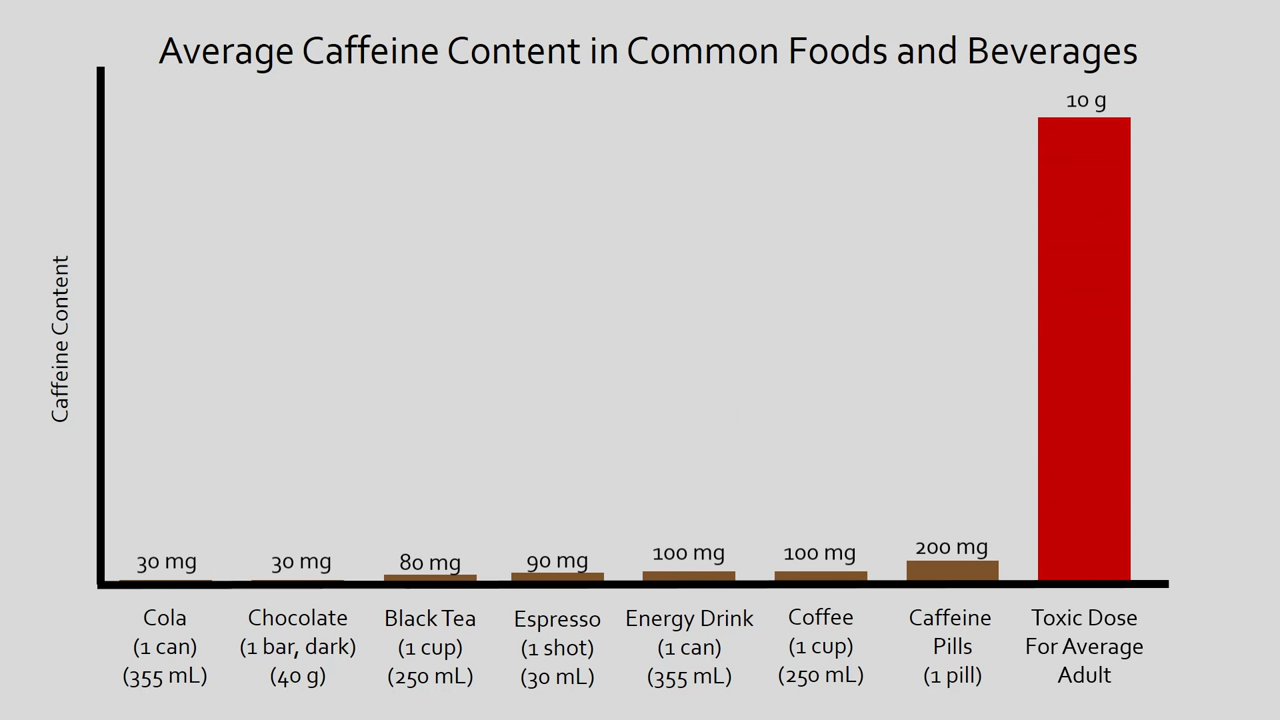 Average Caffeine Content in Common Foods and Beverages
10 g
Caffeine Content
30 mg
30 mg
80 mg
90 mg
100 mg
100 mg
200 mg
Cola
(1 can)
(355 mL)
Chocolate
(1 bar, dark)
(40 g)
Black Tea
(1 cup)
(250 mL)
Espresso
(1 shot)
(30 mL)
Energy Drink
(1 can)
(355 mL)
Coffee
(1 cup)
(250 mL)
Caffeine
Pills
(1 pill)
Toxic Dose
For Average
Adult